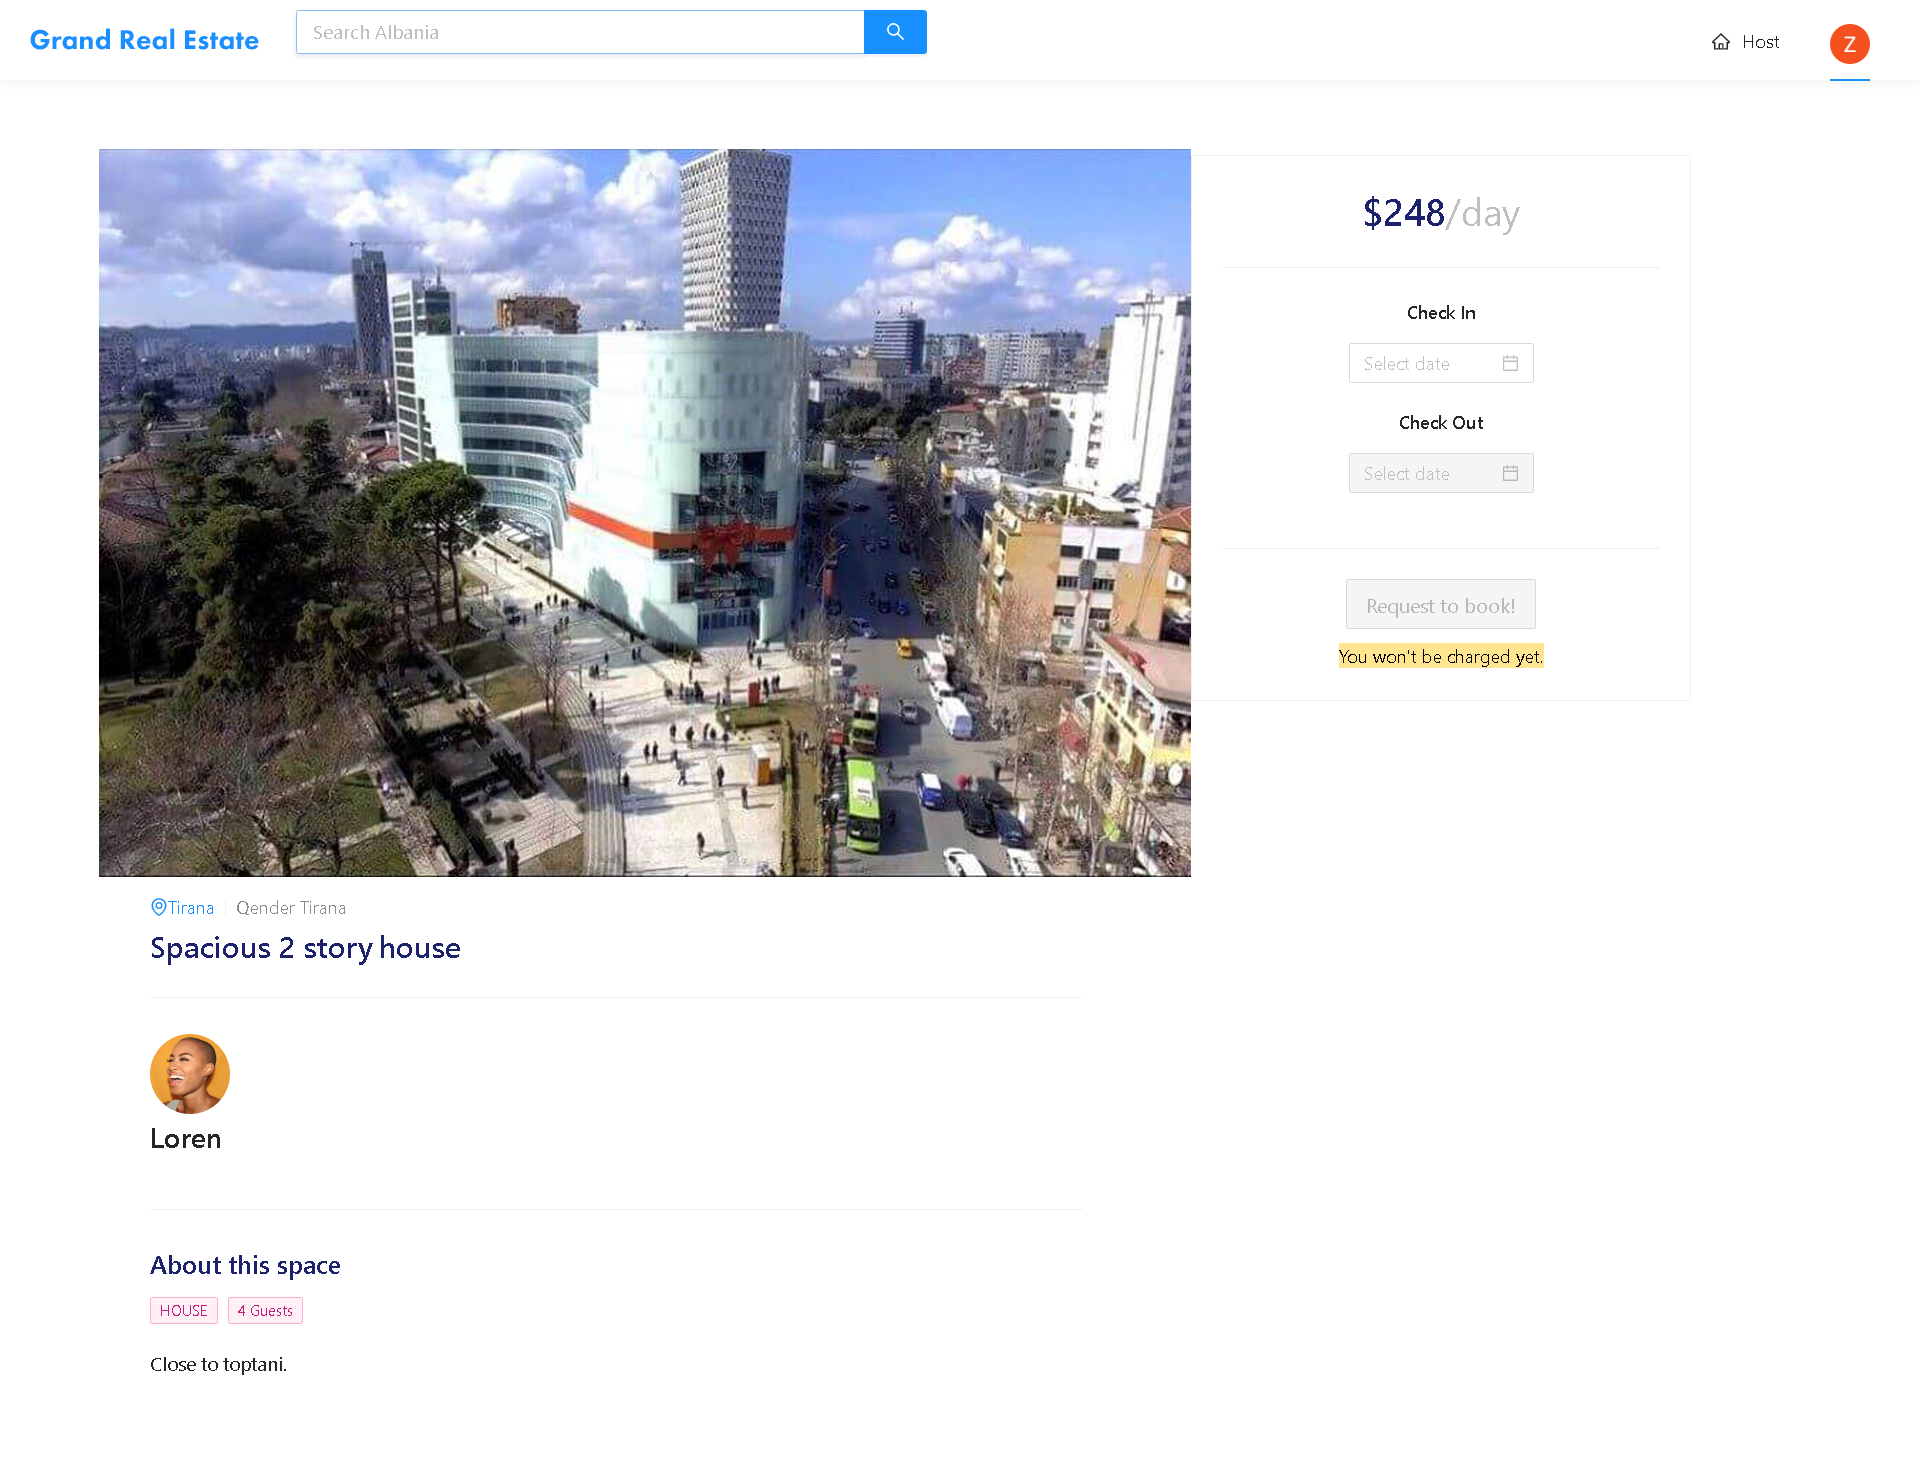 Grand Real Estate
Search Albania
Host
Z
$248/day
Check In
Select date
Check Out
Select date
Request to book!
You won't be charged yet.
Tirana
Qender Tirana
Spacious 2 story house
Loren
About this space
HOUSE
4 Guests
Close to toptani.